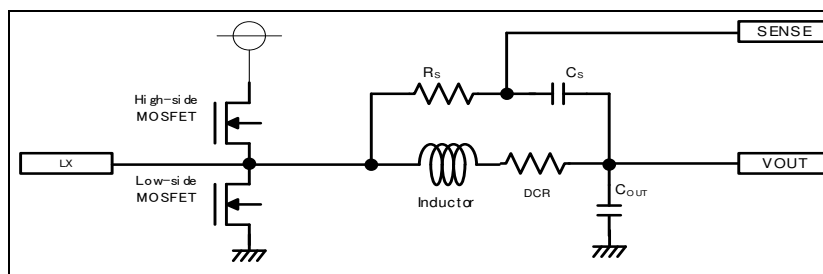 SENSE
RS
CS
High-side
MOSFET
LX
VOUT
Low-side
MOSFET
Inductor
DCR
COUT